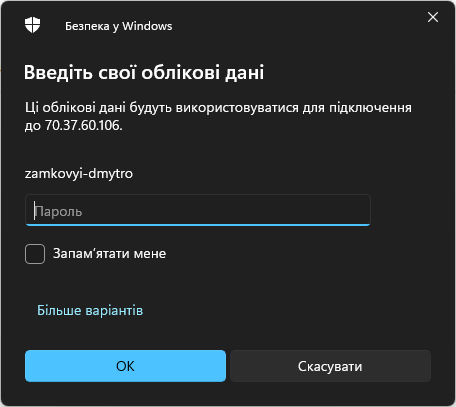 Безпека у Windows
Введіть свої облікові дані
Ці облікові дані будуть використовуватися для підключення
до 70.37.60.106.
zamkovyi-dmytro
Пароль
Запам’ятати мене
Більше варіантів
OK
Скасувати